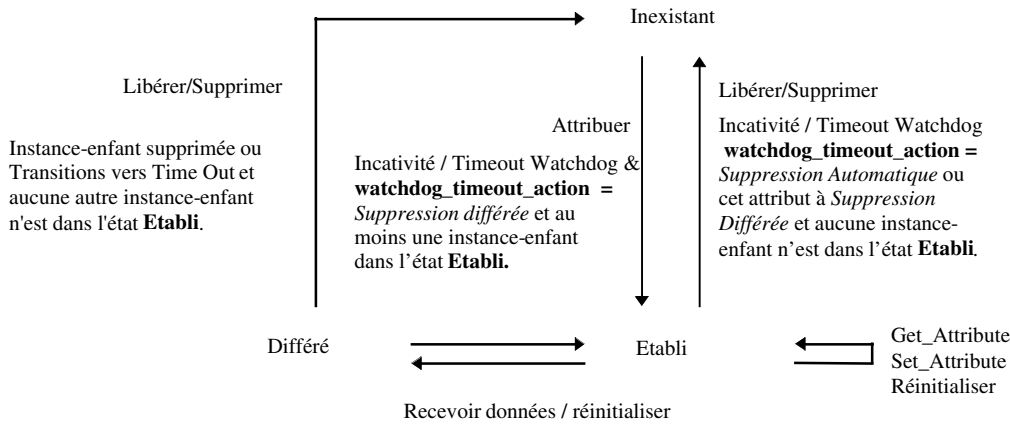 Inexistant
Libérer/Supprimer
Instance-enfant supprimée ou
Transitions vers Time Out et
aucune autre instance-enfant
n'est dans l'état Etabli.
Attribuer
Incativité / Timeout Watchdog &
watchdog_timeout_action =
Suppression différée et au
moins une instance-enfant
dans l’état Etabli.
Libérer/Supprimer
Incativité / Timeout Watchdog
watchdog_timeout_action =
Suppression Automatique ou
cet attribut à Suppression
Différée et aucune instance-
enfant n’est dans l’état Etabli.
Différé
Etabli
Get_Attribute
Set_Attribute
Réinitialiser
Recevoir données / réinitialiser